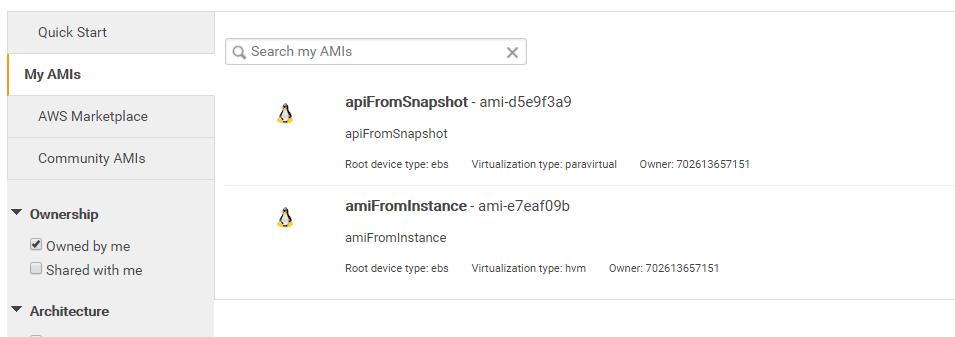 Quick Start
My AMIs
AWS Marketplace
Community AMIs
Ownership
Owned by me
Shared with me
Architecture
Search my AMIs
apiFromSnapshot - ami-d5e9f3a9
apiFromSnapshot
Root device type: ebs Virtualization type: paravirtual Owner: 702613657151
amiFromInstance - ami-e7eaf09b
amiFromInstance
Root device type: ebs Virtualization type: hvm Owner: 702613657151